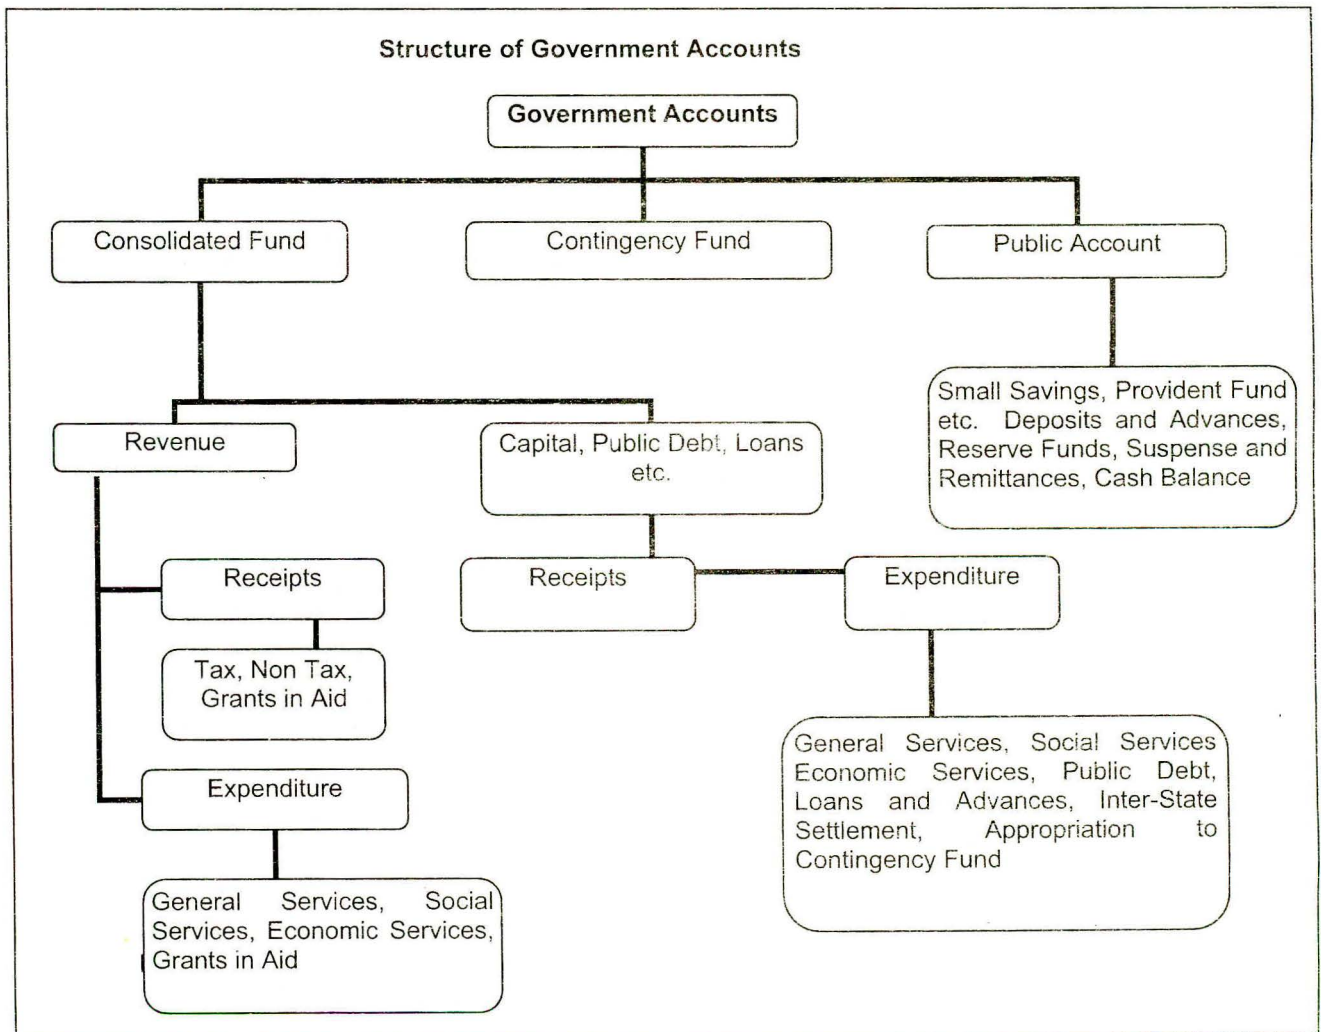 Structure of Government Accounts
Government Accounts
Consolidated Fund
Contingency Fund
Public Account
Small Savings, Provident Fund
etc. Deposits and Advances,
Reserve Funds, Suspense and
Remittances, Cash Balance
Revenue
Capital, Public Debt, Loans
etc.
Receipts
Receipts
Expenditure
Tax, Non Tax,
Grants in Aid
Expenditure
General Services, Social Services
Economic Services, Public Debt,
Loans and Advances, Inter-State
Settlement, Appropriation to
Contingency Fund
General Services, Social
Services, Economic Services,
Grants in Aid